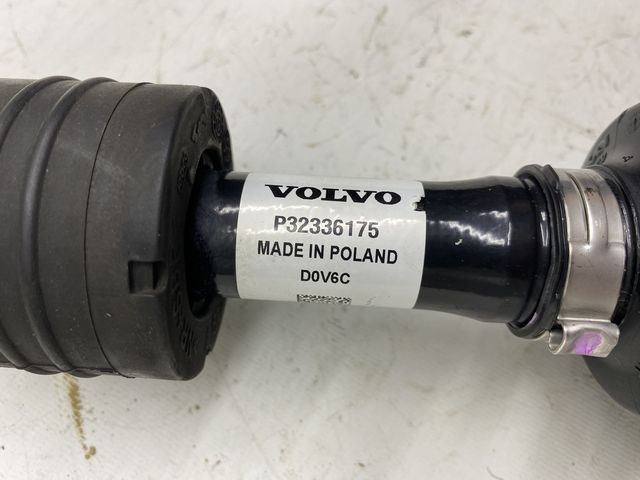 VOLVO
P32336175
MADE IN POLAND
D0V6C